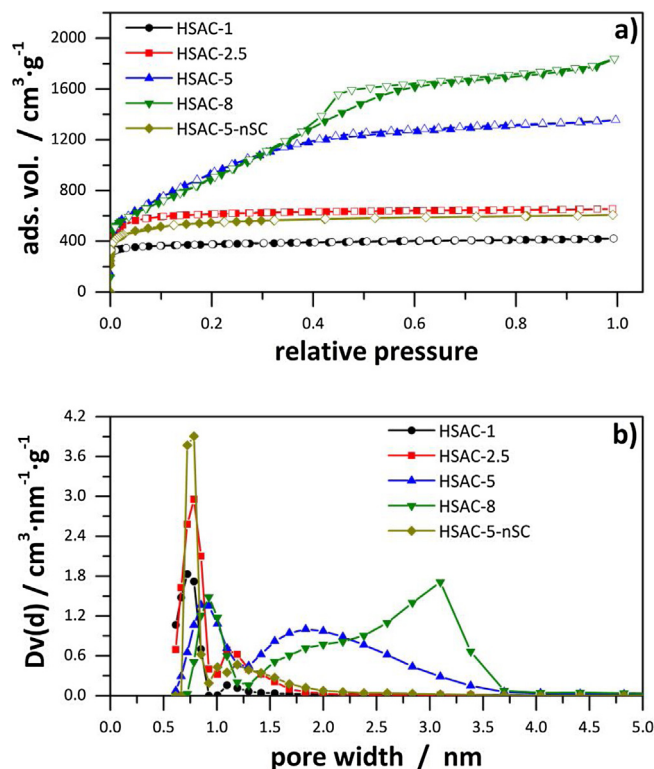 a)
HSAC-1
HSAC-2.5
HSAC-5
HSAC-8
HSAC-5-nSC
2000
1600
1200
800
400
0
ads. vol. / cm³·g⁻¹
0.0 0.2 0.4 0.6 0.8 1.0
relative pressure
b)
HSAC-1
HSAC-2.5
HSAC-5
HSAC-8
HSAC-5-nSC
4.2
3.6
3.0
2.4
1.8
1.2
0.6
0.0
Dv(d) / cm³·nm⁻¹·g⁻¹
0.0 0.5 1.0 1.5 2.0 2.5 3.0 3.5 4.0 4.5 5.0
pore width / nm